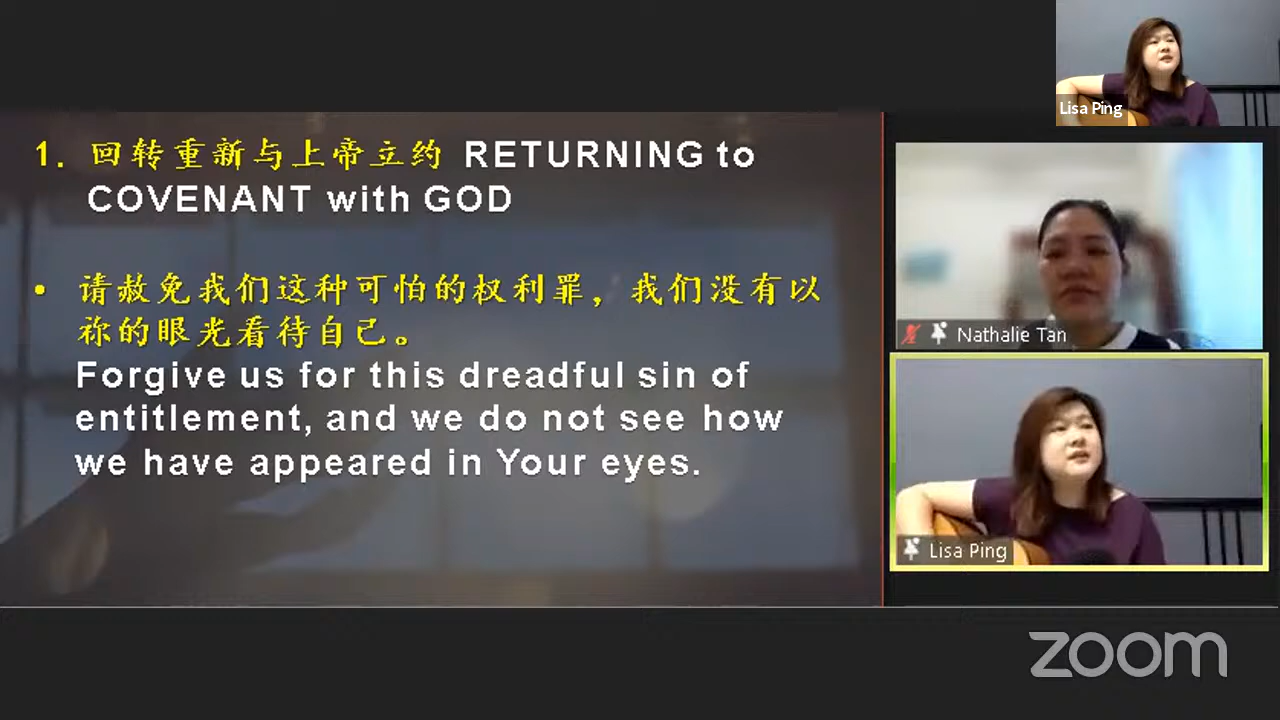 1. 回转重新与上帝立约 RETURNING to
COVENANT with GOD
• 请赦免我们这种可怕的权利罪，我们没有以
祢的眼光看待自己。
Forgive us for this dreadful sin of
entitlement, and we do not see how
we have appeared in Your eyes.
Lisa Ping
Nathalie Tan
Lisa Ping
zoom